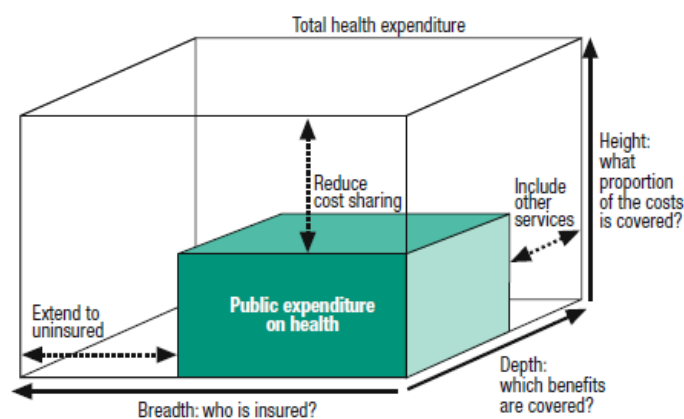 Total health expenditure
Height:
what
proportion
of the costs
is covered?
Reduce
cost sharing
Include
other
services
Extend to
uninsured
Public expenditure
on health
Depth:
which benefits
are covered?
Breadth: who is insured?